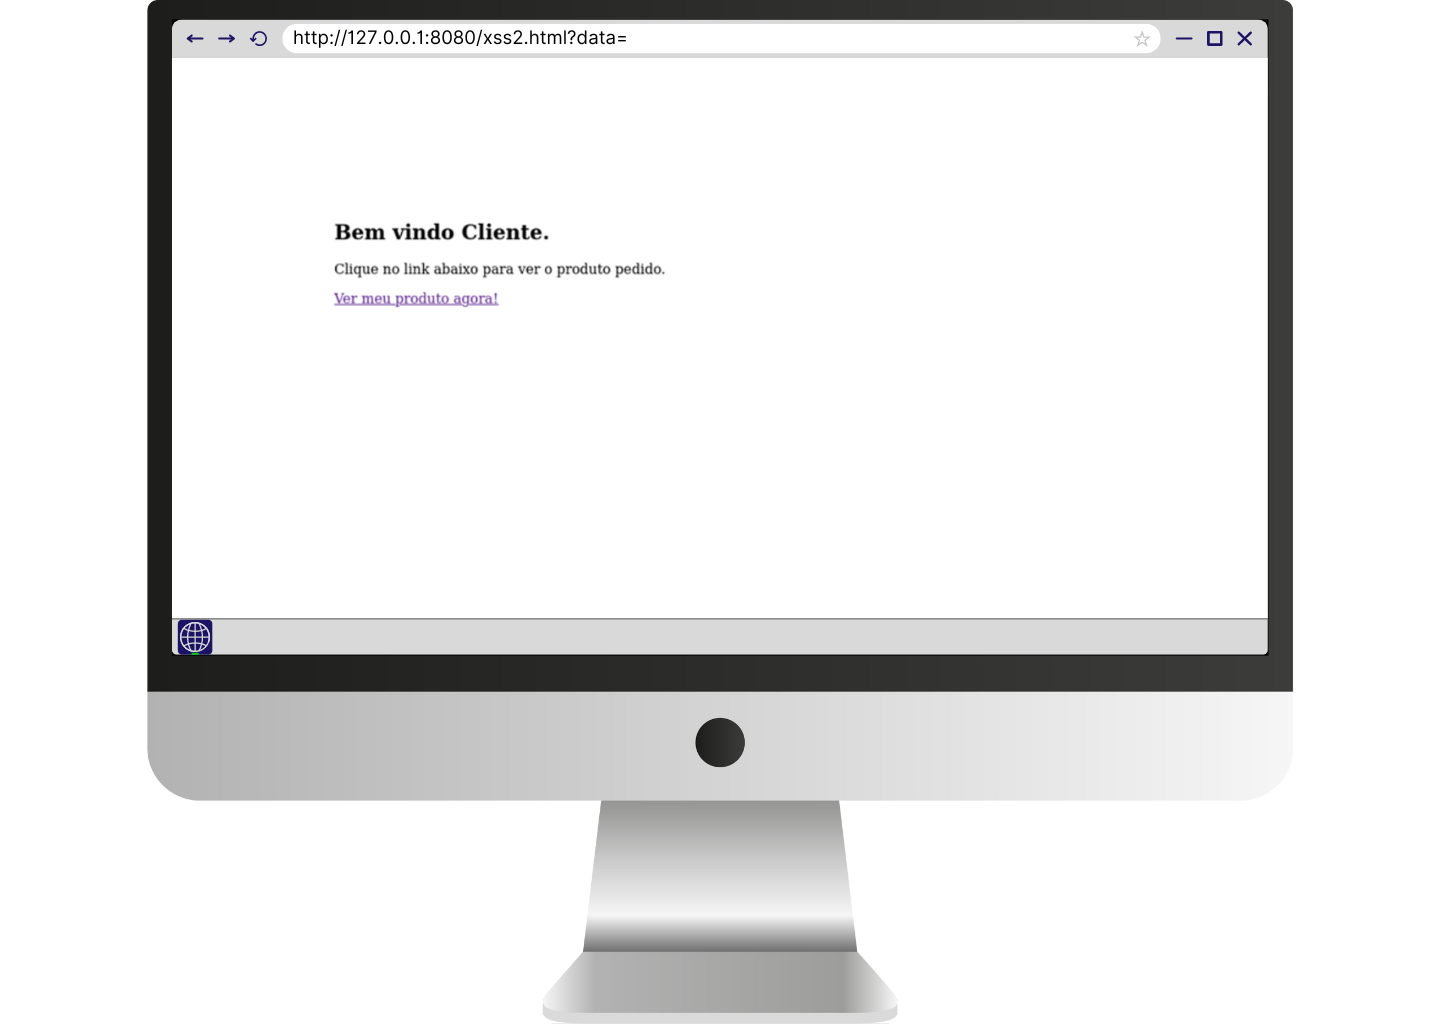 http://127.0.0.1:8080/xss2.html?data=
Bem vindo Cliente.
Clique no link abaixo para ver o produto pedido.
Ver meu produto agora!